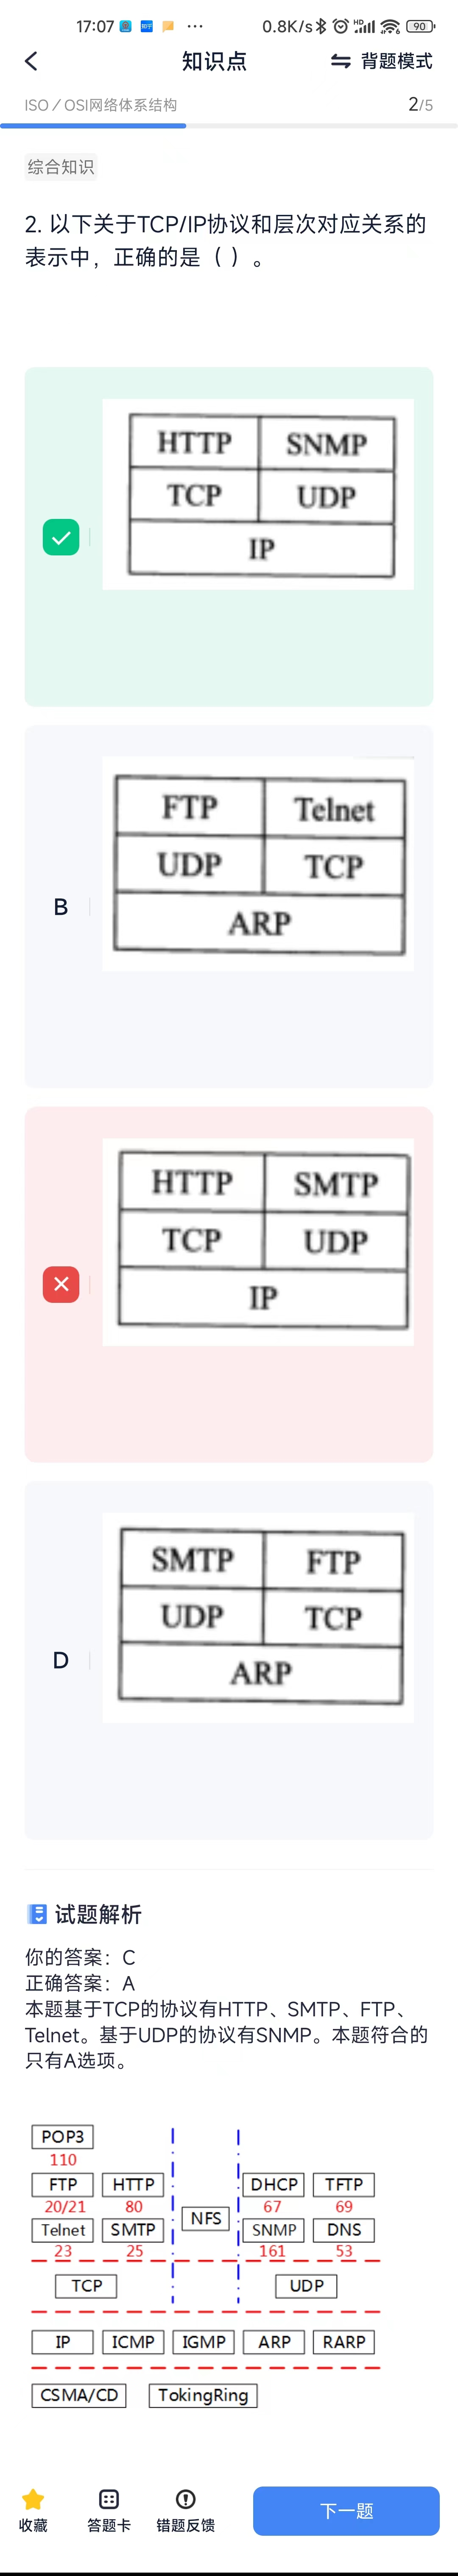 17:07 知乎 ··· 0.8K/s HD 6 90
知识点 背题模式
ISO／OSI网络体系结构 2/5
综合知识
2. 以下关于TCP/IP协议和层次对应关系的
表示中，正确的是（ ）。
HTTP SNMP
TCP UDP
IP
B
FTP Telnet
UDP TCP
ARP
HTTP SMTP
TCP UDP
IP
D
SMTP FTP
UDP TCP
ARP
试题解析
你的答案：C
正确答案：A
本题基于TCP的协议有HTTP、SMTP、FTP、
Telnet。基于UDP的协议有SNMP。本题符合的
只有A选项。
POP3
110
FTP HTTP DHCP TFTP
20/21 80 NFS 67 69
Telnet SMTP SNMP DNS
23 25 161 53
TCP UDP
IP ICMP IGMP ARP RARP
CSMA/CD TokingRing
收藏 答题卡 错题反馈 下一题